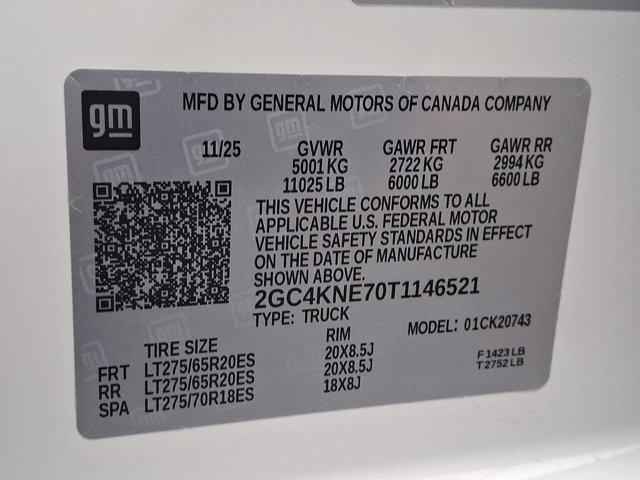 gm
MFD BY GENERAL MOTORS OF CANADA COMPANY
11/25 GVWR GAWR FRT GAWR RR
5001 KG 2722 KG 2994 KG
11025 LB 6000 LB 6600 LB
THIS VEHICLE CONFORMS TO ALL
APPLICABLE U.S. FEDERAL MOTOR
VEHICLE SAFETY STANDARDS IN EFFECT
ON THE DATE OF MANUFACTURE
SHOWN ABOVE.
2GC4KNE70T1146521
TYPE: TRUCK MODEL: 01CK20743
TIRE SIZE RIM
FRT LT275/65R20ES 20X8.5J F 1423 LB
RR LT275/65R20ES 20X8.5J T 2752 LB
SPA LT275/70R18ES 18X8J